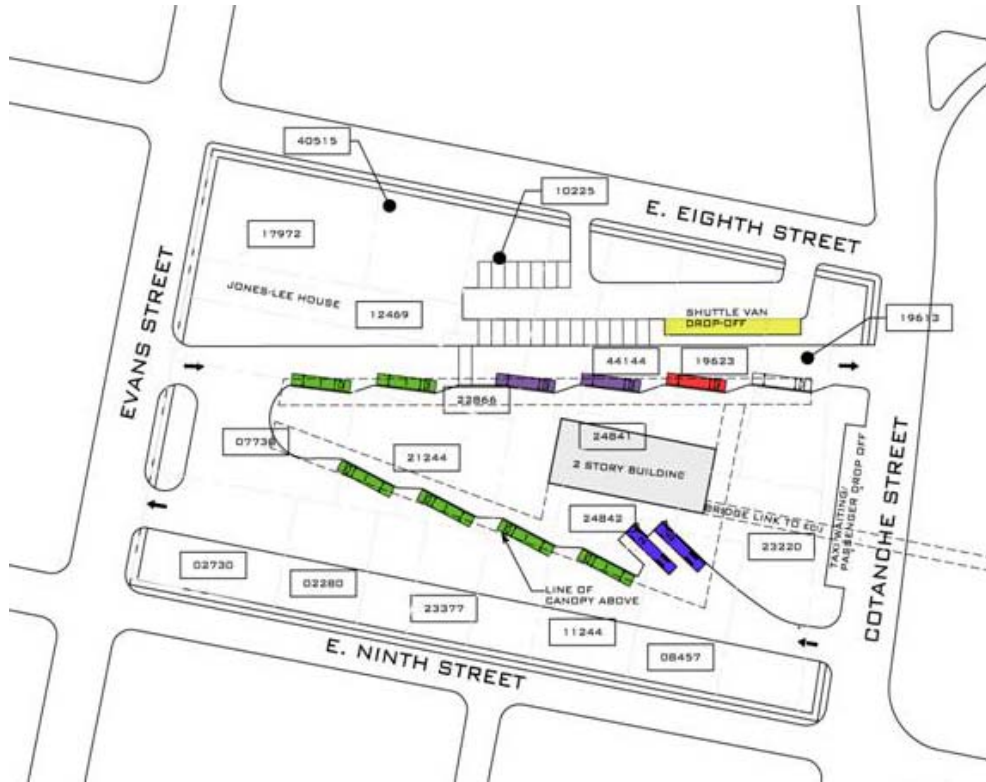 40515
10225
E. EIGHTH STREET
17972
JONES-LEE HOUSE
12469
SHUTTLE VAN
DROP-OFF
19613
EVANS STREET
44144
19623
22866
07738
21244
24841
2 STORY BUILDING
24842
BRIDGE LINK TO ECU
23220
TAXI WAITING/
PASSENGER DROP OFF
COTANCHE STREET
02730
02280
23377
LINE OF
CANOPY ABOVE
11244
08457
E. NINTH STREET